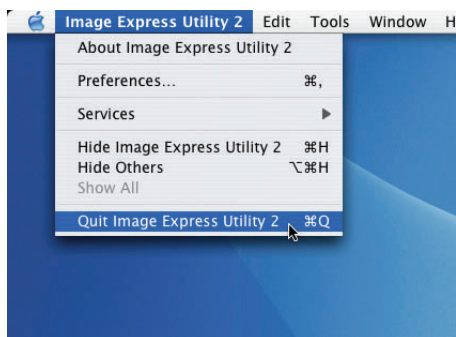 Image Express Utility 2 Edit Tools Window H
About Image Express Utility 2
Preferences... ⌘,
Services ▶
Hide Image Express Utility 2 ⌘H
Hide Others ⌥⌘H
Show All
Quit Image Express Utility 2 ⌘Q